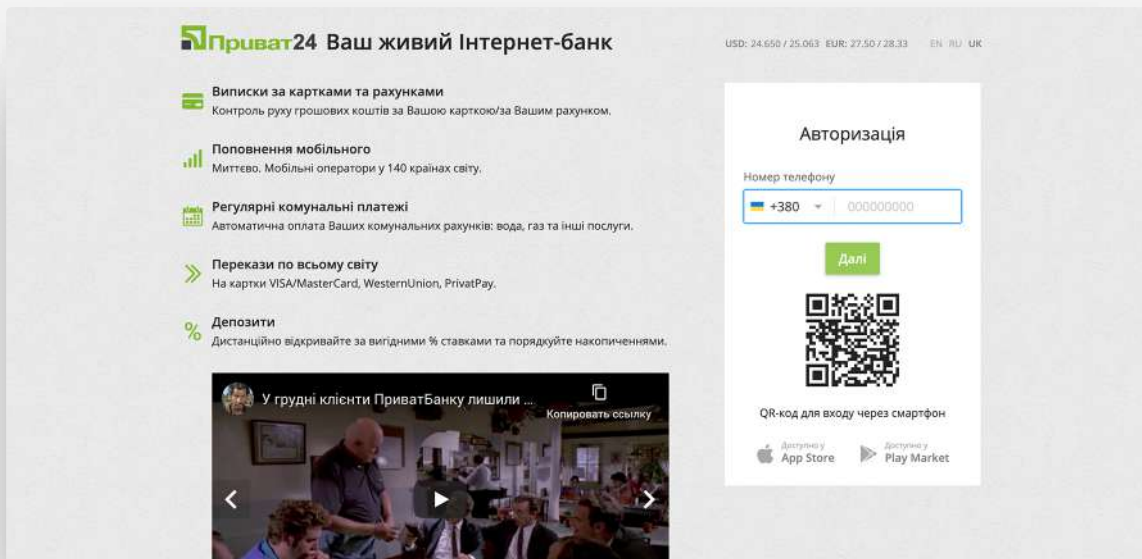 Приват24 Ваш живий Інтернет-банк
USD: 24.650 / 25.063 EUR: 27.50 / 28.33 EN RU UK
Виписки за картками та рахунками
Контроль руху грошових коштів за Вашою карткою/за Вашим рахунком.
Поповнення мобільного
Миттєво. Мобільні оператори у 140 країнах світу.
Регулярні комунальні платежі
Автоматична оплата Ваших комунальних рахунків: вода, газ та інші послуги.
Перекази по всьому світу
На картки VISA/MasterCard, WesternUnion, PrivatPay.
Депозити
Дистанційно відкривайте за вигідними % ставками та порядкуйте накопиченнями.
У грудні клієнти ПриватБанку лишили ...
Копировать ссылку
Авторизація
Номер телефону
+380 000000000
Далі
QR-код для входу через смартфон
Доступно у
App Store
Доступно у
Play Market